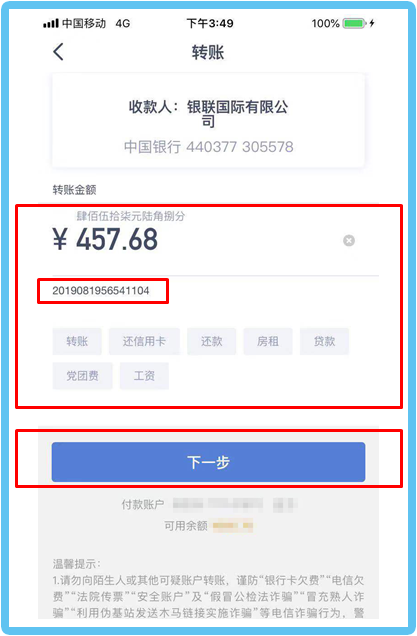 中国移动 4G 下午3:49 100%
转账
收款人：银联国际有限公
司
中国银行 440377 305578
转账金额
肆佰伍拾柒元陆角捌分
¥ 457.68
2019081956541104
转账 还信用卡 还款 房租 贷款
党团费 工资
下一步
付款账户
可用余额
温馨提示：
1.请勿向陌生人或其他可疑账户转账，谨防“银行卡欠费”“电信欠
费”“法院传票”“安全账户”及“假冒公检法诈骗”“冒充熟人诈
骗”“利用伪基站发送木马链接实施诈骗”等电信诈骗行为，警